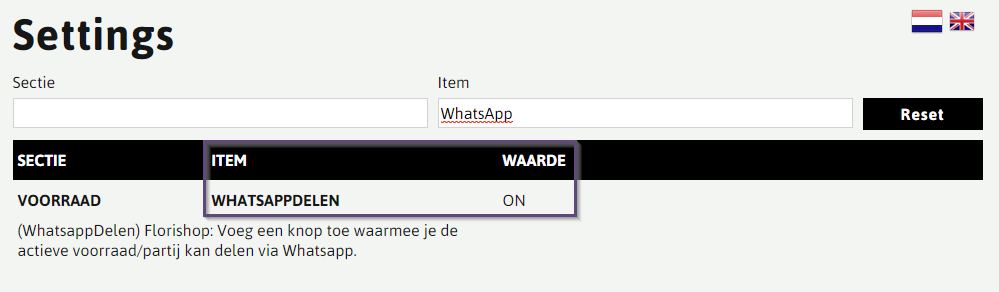 Settings
Sectie Item
WhatsApp Reset
SECTIE ITEM WAARDE
VOORRAAD WHATSAPPDELEN ON
(WhatsappDelen) Florishop: Voeg een knop toe waarmee je de
actieve voorraad/partij kan delen via Whatsapp.